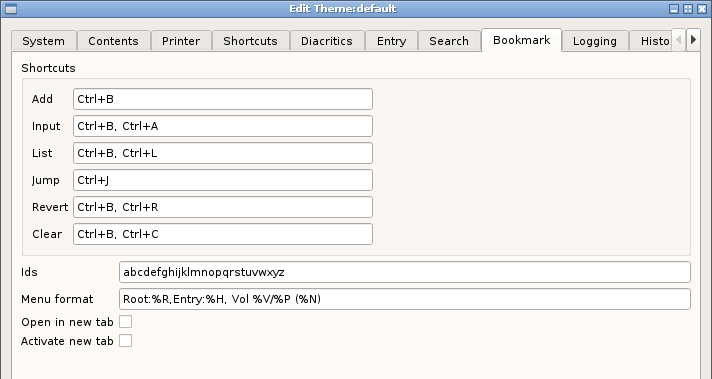 Edit Theme:default
System Contents Printer Shortcuts Diacritics Entry Search Bookmark Logging Histo
Shortcuts
Add Ctrl+B
Input Ctrl+B, Ctrl+A
List Ctrl+B, Ctrl+L
Jump Ctrl+J
Revert Ctrl+B, Ctrl+R
Clear Ctrl+B, Ctrl+C
Ids abcdefghijklmnopqrstuvwxyz
Menu format Root:%R,Entry:%H, Vol %V/%P (%N)
Open in new tab
Activate new tab